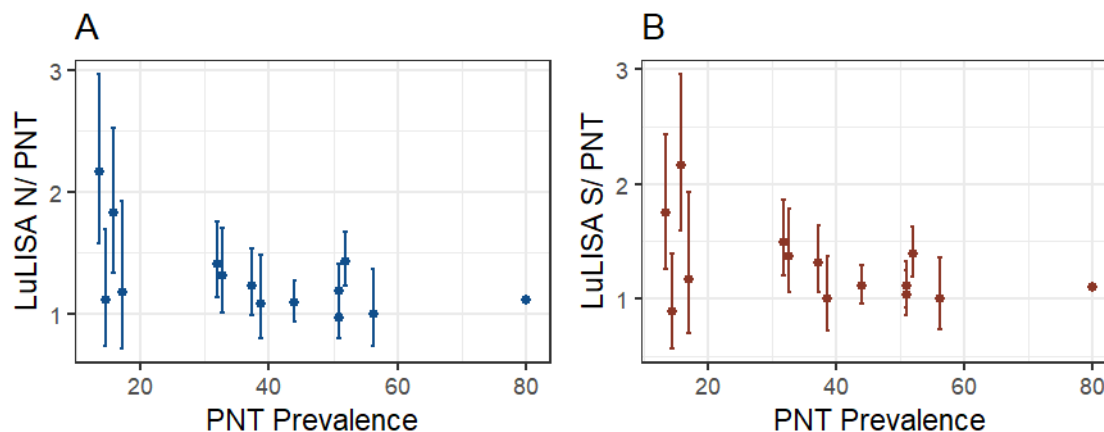 A
LuLISA N/ PNT
3
2
1
20 40 60 80
PNT Prevalence
B
LuLISA S/ PNT
3
2
1
20 40 60 80
PNT Prevalence